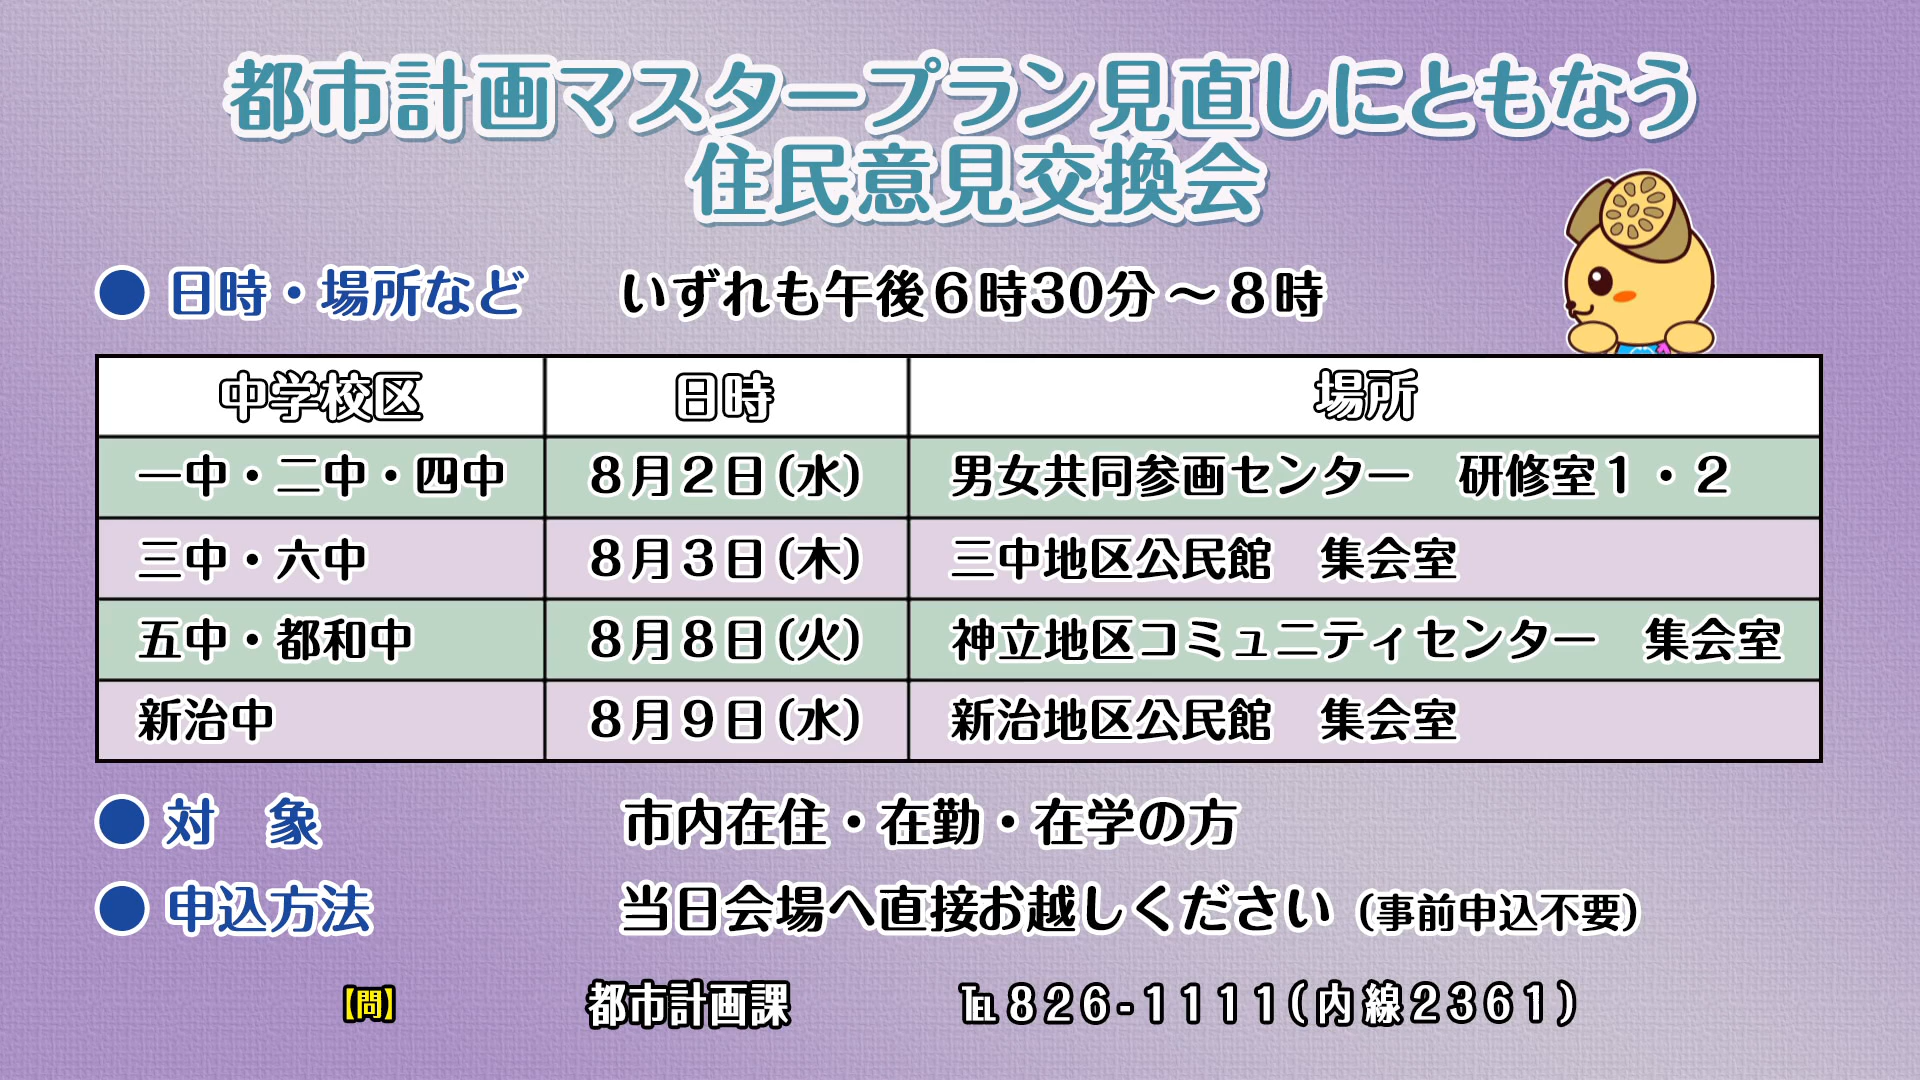 都市計画マスタープラン見直しにともなう
住民意見交換会
● 日時・場所など　いずれも午後６時30分～８時
中学校区　日時　場所
一中・二中・四中　８月２日(水)　男女共同参画センター　研修室１・２
三中・六中　８月３日(木)　三中地区公民館　集会室
五中・都和中　８月８日(火)　神立地区コミュニティセンター　集会室
新治中　８月９日(水)　新治地区公民館　集会室
● 対　象　市内在住・在勤・在学の方
● 申込方法　当日会場へ直接お越しください（事前申込不要）
【問】　都市計画課　℡８２６-１１１１(内線２３６１)